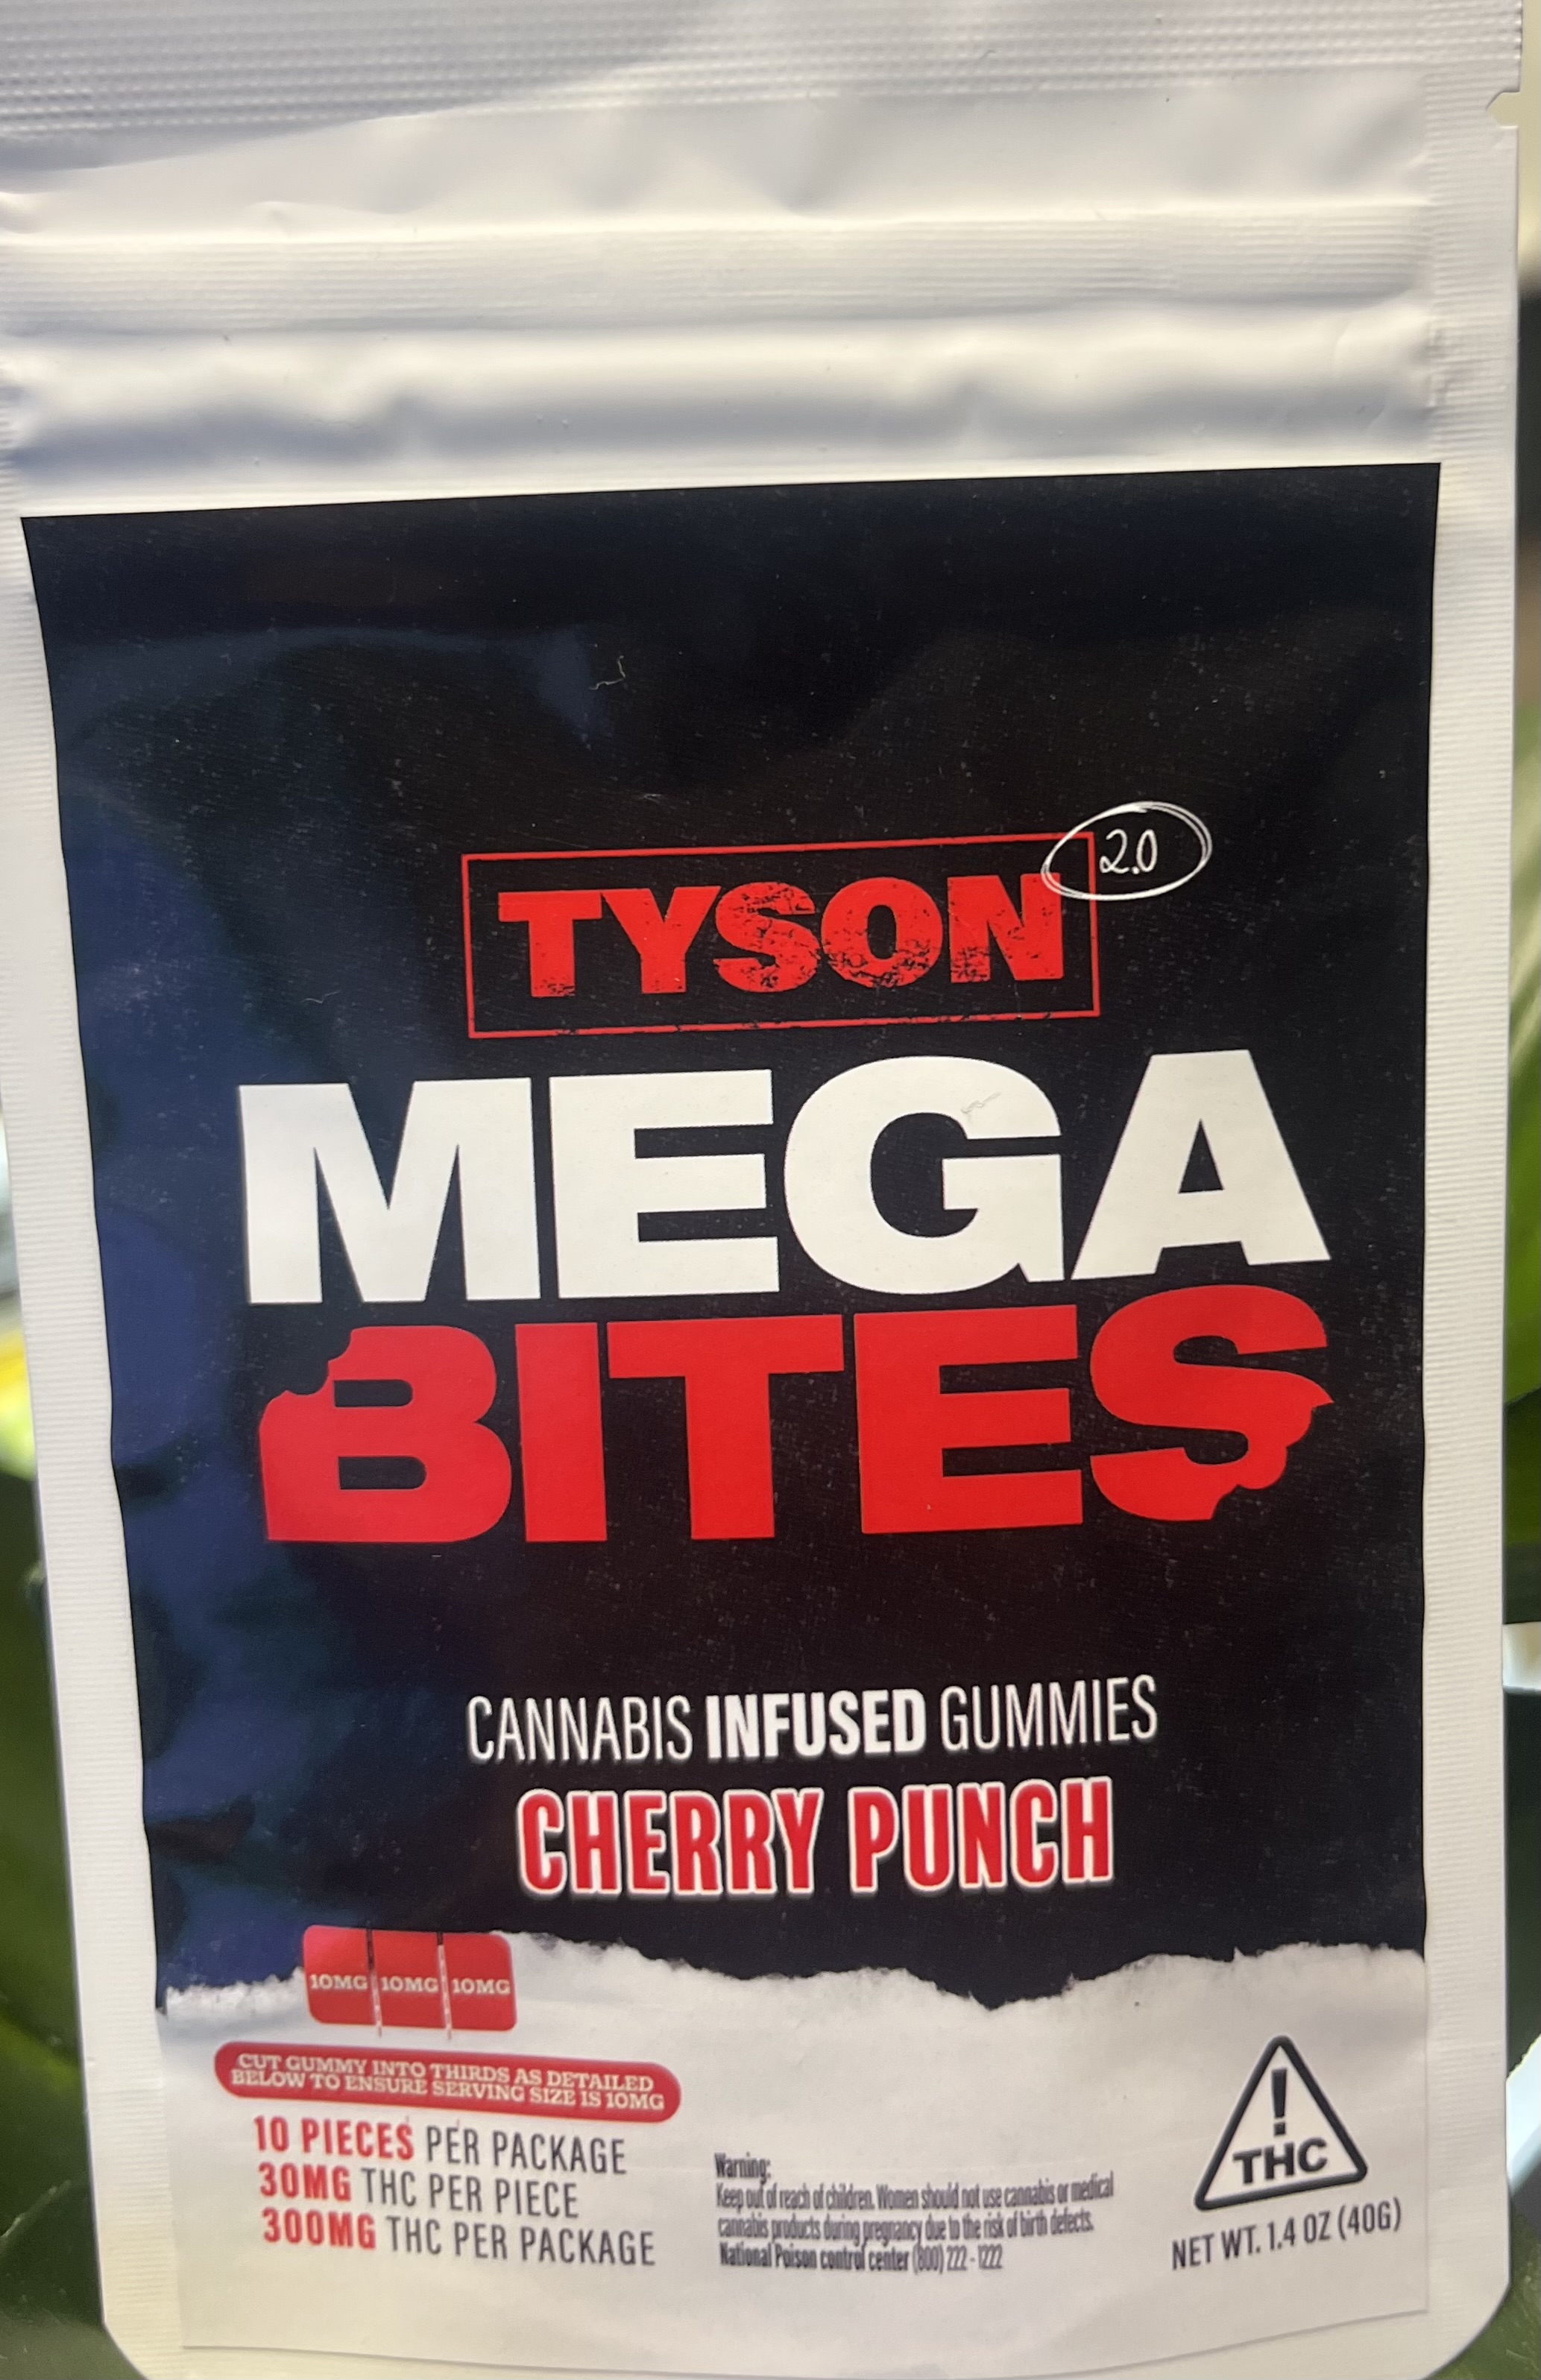 TYSON 2.0
MEGA
BITES
CANNABIS INFUSED GUMMIES
CHERRY PUNCH
10MG 10MG 10MG
CUT GUMMY INTO THIRDS AS DETAILED
BELOW TO ENSURE SERVING SIZE IS 10MG
10 PIECES PER PACKAGE
30MG THC PER PIECE
300MG THC PER PACKAGE
Warning:
Keep out of reach of children. Women should not use cannabis or medical
cannabis products during pregnancy due to the risk of birth defects.
National Poison control center (800) 222-1222
!
THC
NET WT. 1.4 OZ (40G)